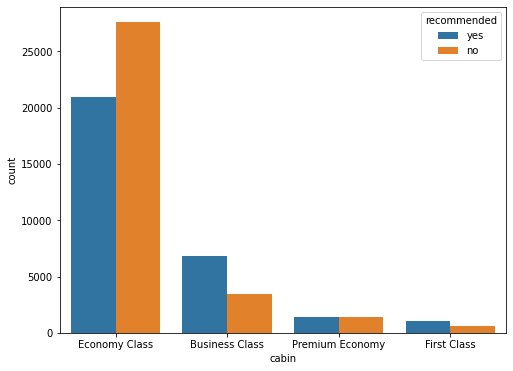 recommended
yes
no
25000
20000
15000
10000
5000
0
count
Economy Class Business Class Premium Economy First Class
cabin